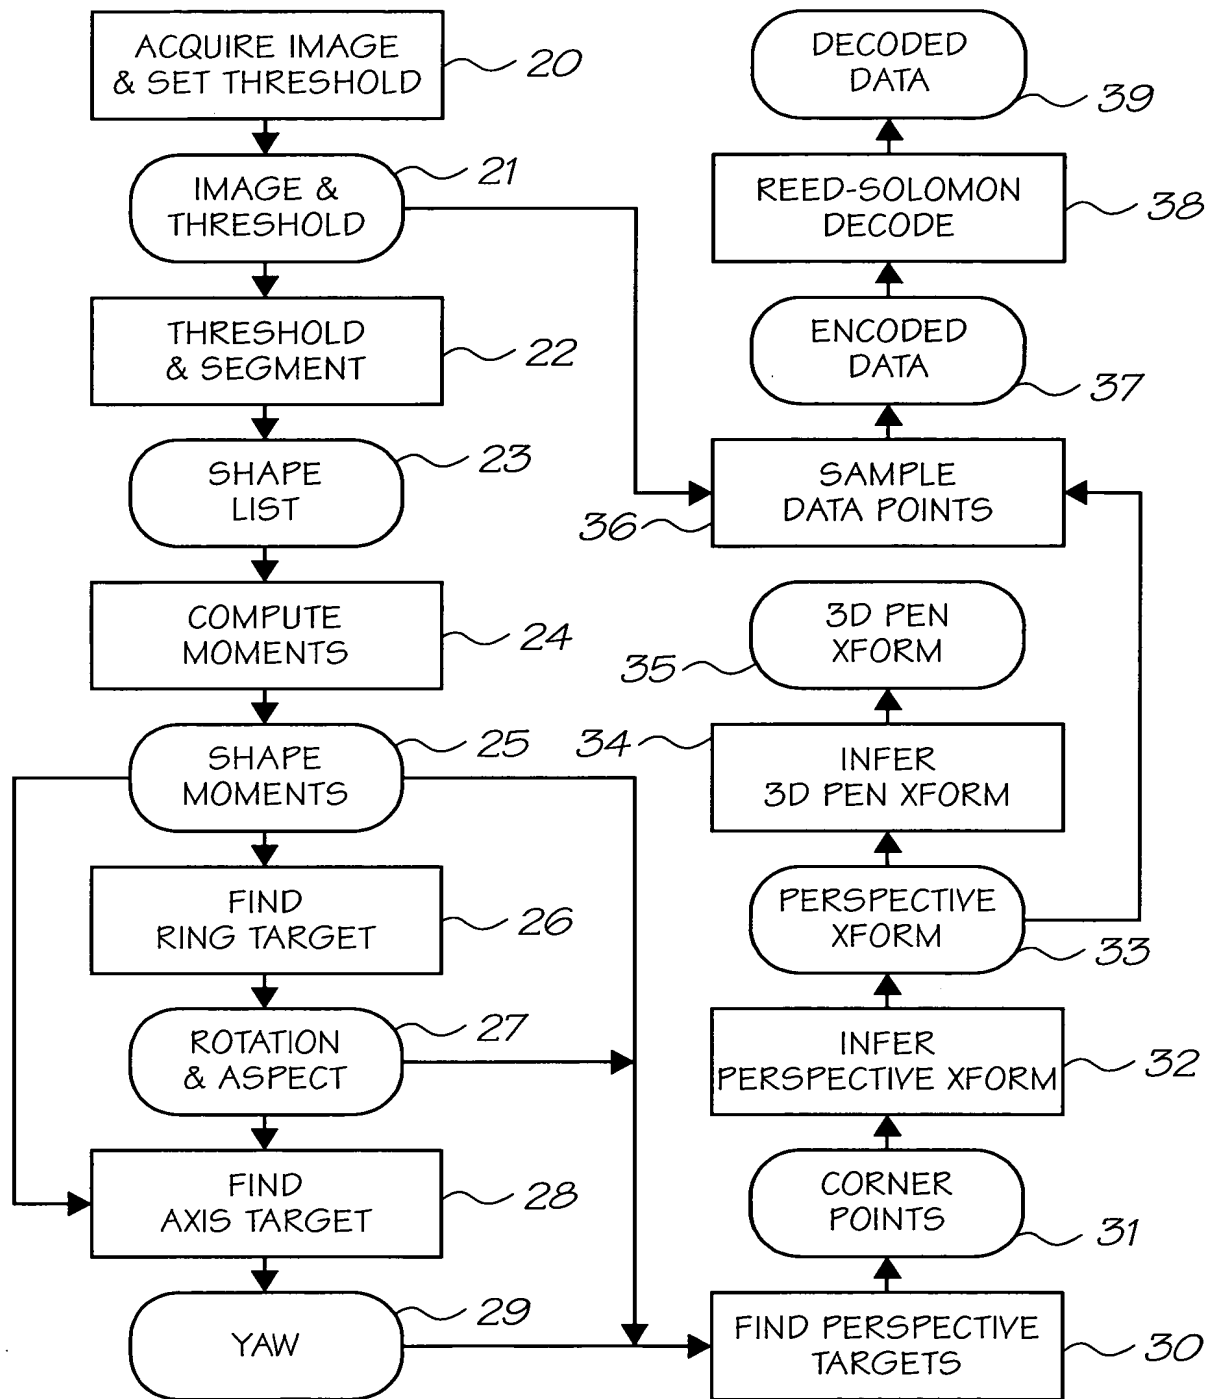 ACQUIRE IMAGE
& SET THRESHOLD
20
IMAGE &
THRESHOLD
21
THRESHOLD
& SEGMENT
22
SHAPE
LIST
23
COMPUTE
MOMENTS
24
SHAPE
MOMENTS
25
FIND
RING TARGET
26
ROTATION
& ASPECT
27
FIND
AXIS TARGET
28
YAW
29
DECODED
DATA
39
REED-SOLOMON
DECODE
38
ENCODED
DATA
37
SAMPLE
DATA POINTS
36
3D PEN
XFORM
35
INFER
3D PEN XFORM
34
PERSPECTIVE
XFORM
33
INFER
PERSPECTIVE XFORM
32
CORNER
POINTS
31
FIND PERSPECTIVE
TARGETS
30